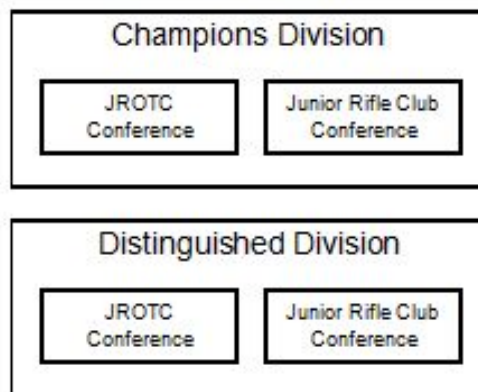 Champions Division
JROTC
Conference
Junior Rifle Club
Conference
Distinguished Division
JROTC
Conference
Junior Rifle Club
Conference